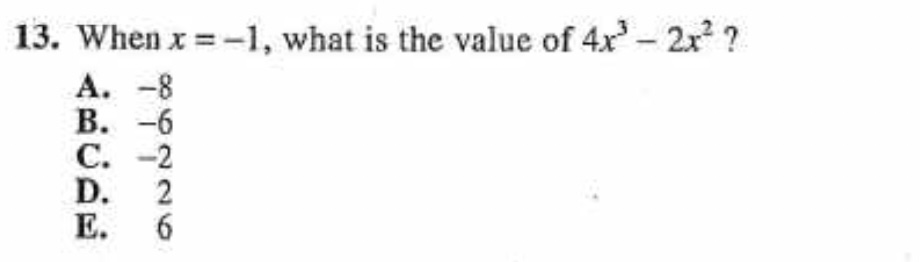 13. When x = –1, what is the value of 4x³ – 2x² ?
A. –8
B. –6
C. –2
D. 2
E. 6